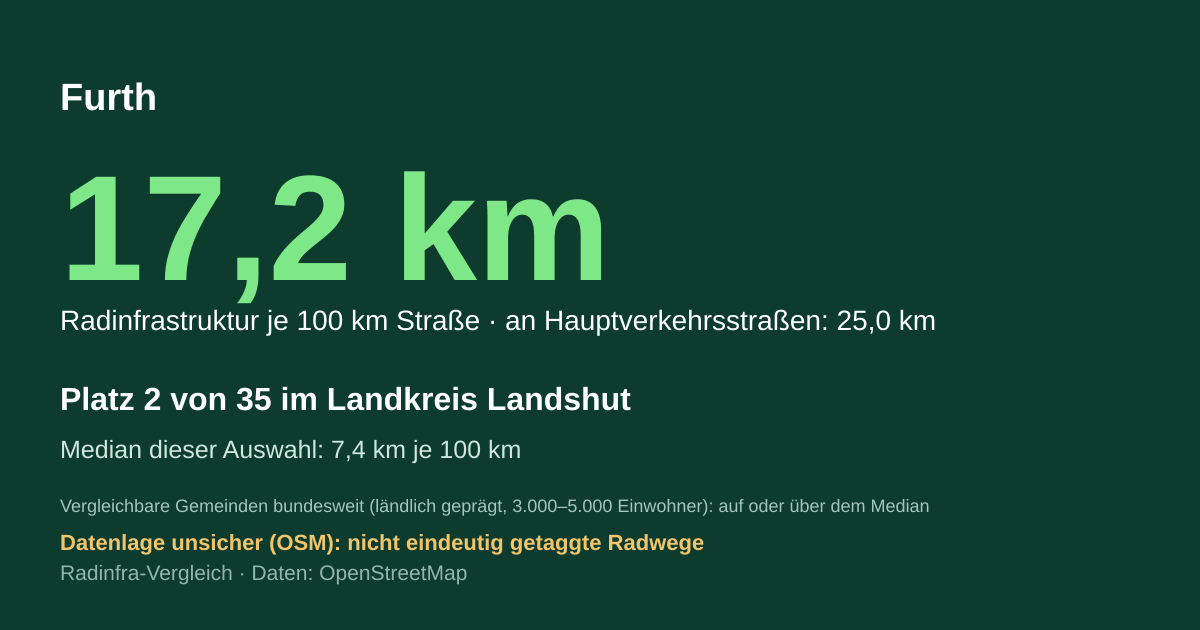 Furth
17,2 km
Radinfrastruktur je 100 km Straße · an Hauptverkehrsstraßen: 25,0 km
Platz 2 von 35 im Landkreis Landshut
Median dieser Auswahl: 7,4 km je 100 km
Vergleichbare Gemeinden bundesweit (ländlich geprägt, 3.000–5.000 Einwohner): auf oder über dem Median
Datenlage unsicher (OSM): nicht eindeutig getaggte Radwege
Radinfra-Vergleich · Daten: OpenStreetMap